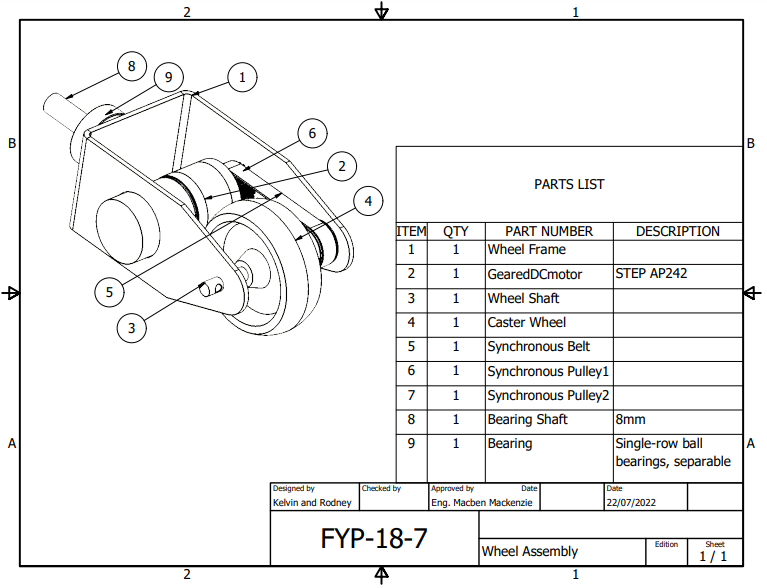 2 1
8
9
1
6
2
4
5
3
B B
A A
PARTS LIST
ITEM QTY PART NUMBER DESCRIPTION
1 1 Wheel Frame
2 1 GearedDCmotor STEP AP242
3 1 Wheel Shaft
4 1 Caster Wheel
5 1 Synchronous Belt
6 1 Synchronous Pulley1
7 1 Synchronous Pulley2
8 1 Bearing Shaft 8mm
9 1 Bearing Single-row ball
bearings, separable
Designed by Checked by Approved by Date Date
Kelvin and Rodney Eng. Macben Mackenzie 22/07/2022
FYP-18-7
Wheel Assembly
Edition Sheet
1 / 1
2 1